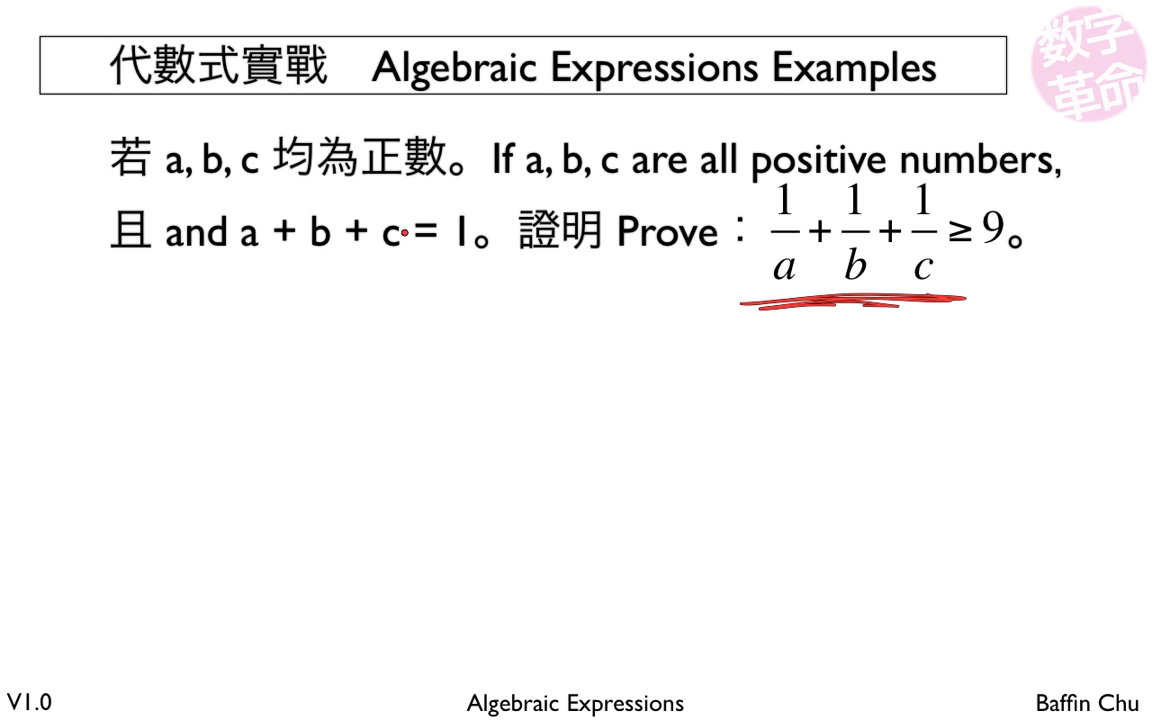 代數式實戰 Algebraic Expressions Examples
数字
革命
若 a, b, c 均為正數。If a, b, c are all positive numbers,
且 and a + b + c = 1。證明 Prove：1/a + 1/b + 1/c ≥ 9。
V1.0 Algebraic Expressions Baffin Chu